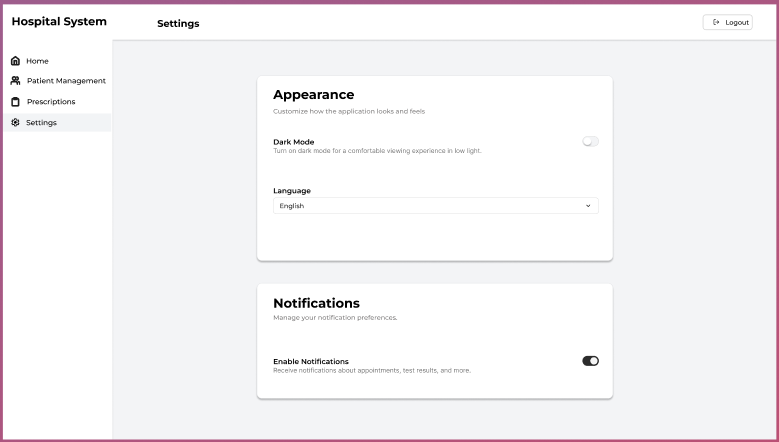 Hospital System
Settings
Logout
Home
Patient Management
Prescriptions
Settings
Appearance
Customize how the application looks and feels
Dark Mode
Turn on dark mode for a comfortable viewing experience in low light.
Language
English
Notifications
Manage your notification preferences.
Enable Notifications
Receive notifications about appointments, test results, and more.